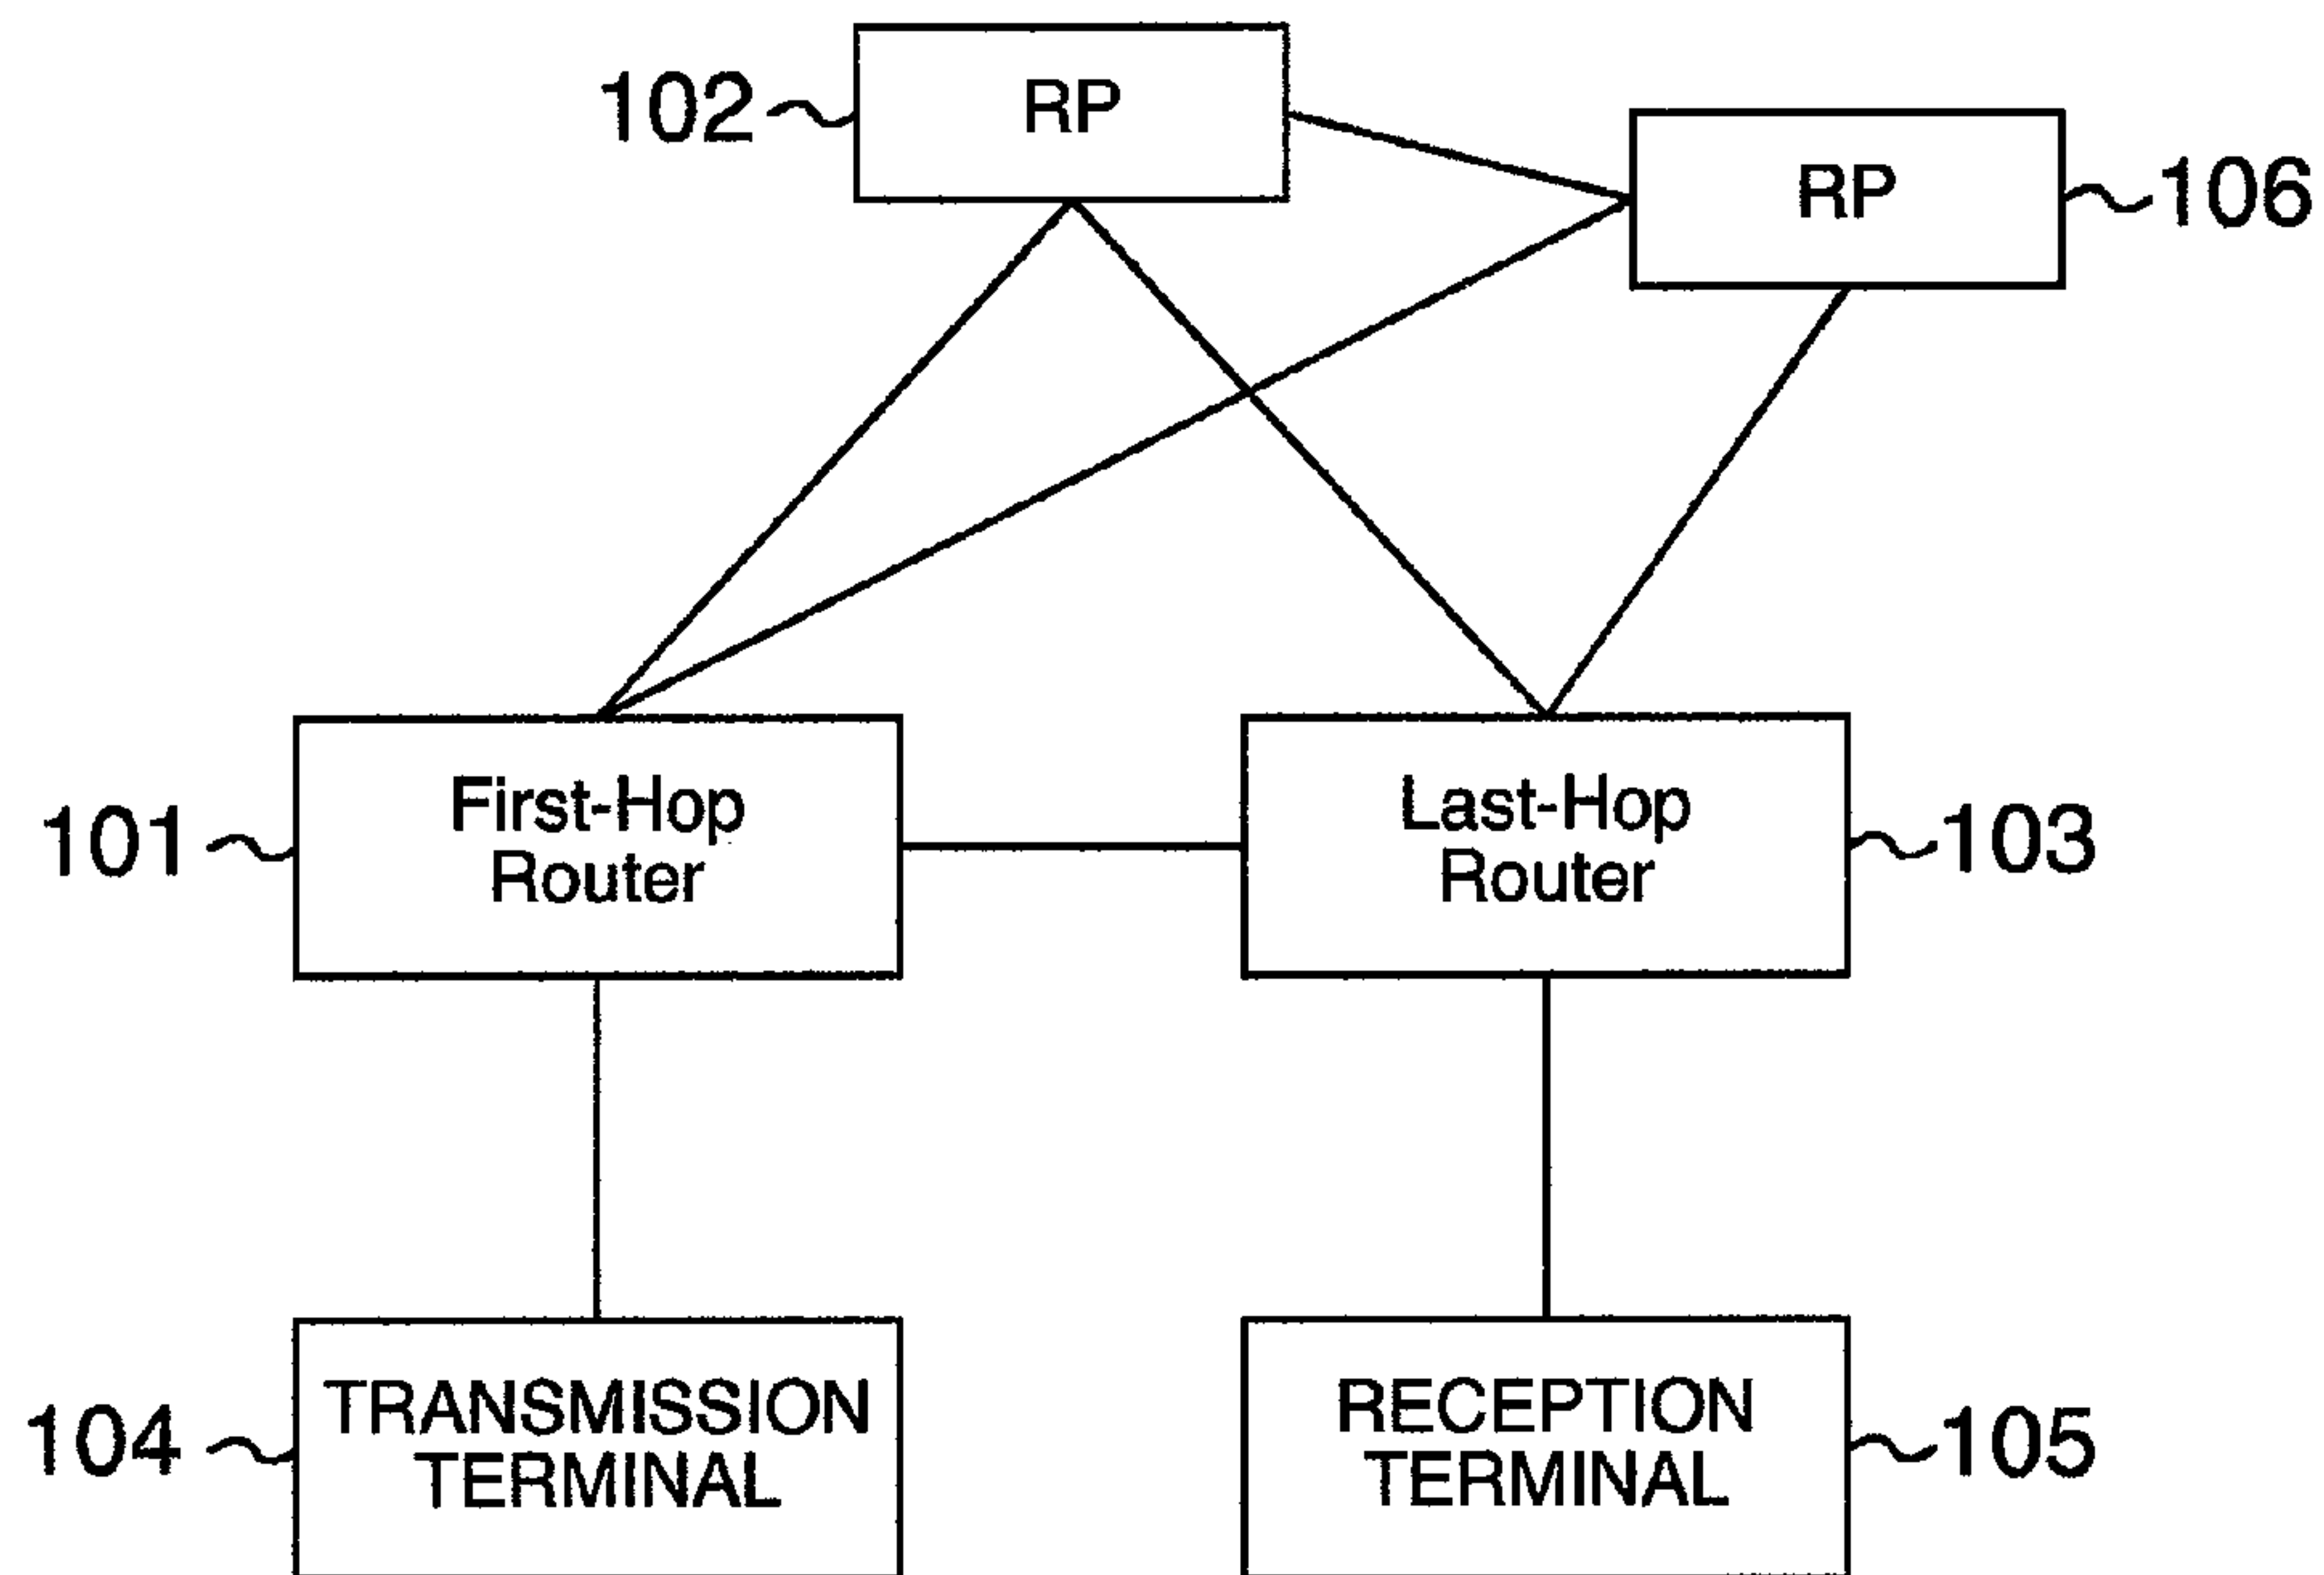 102
RP
RP
106
101
First-Hop
Router
Last-Hop
Router
103
104
TRANSMISSION
TERMINAL
RECEPTION
TERMINAL
105